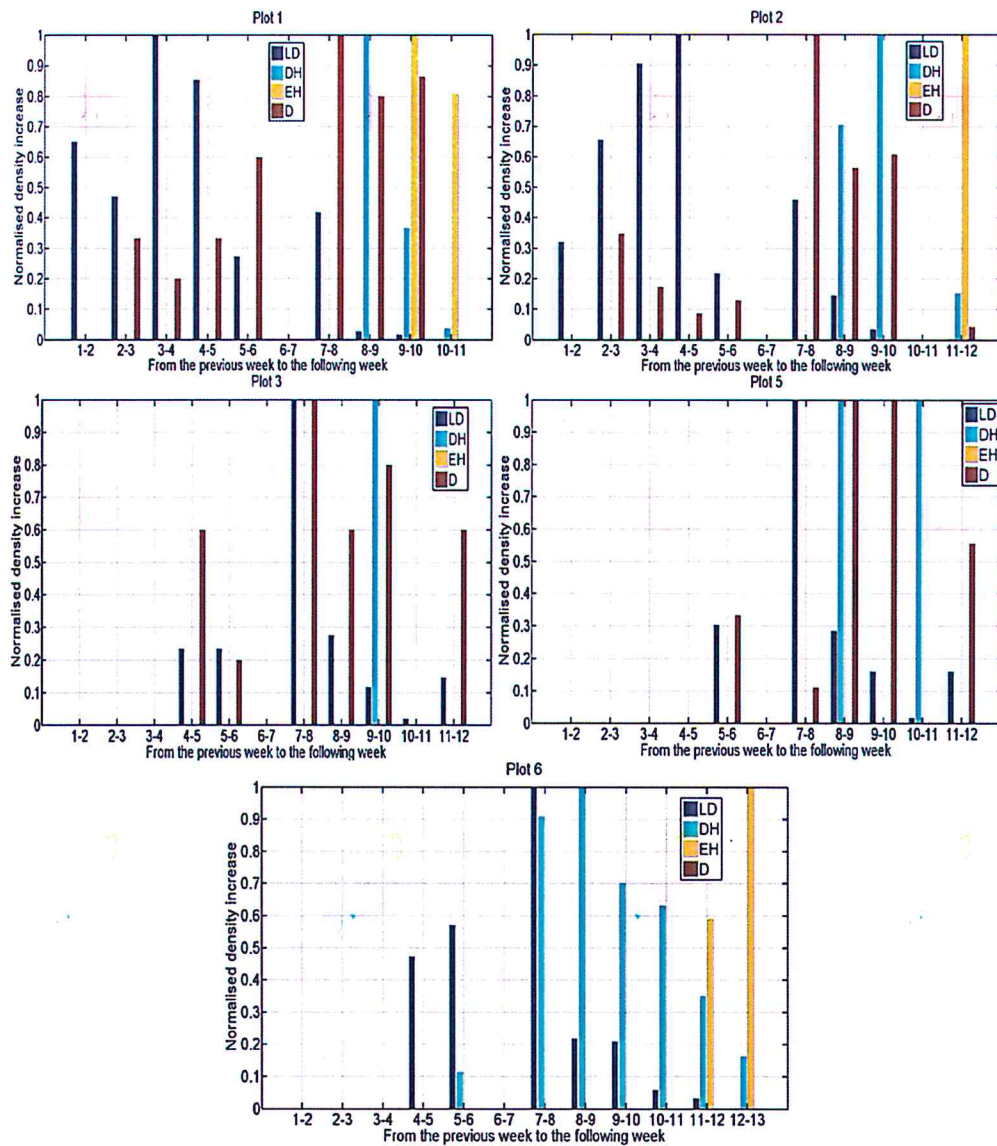 Plot 1
Normalised density increase
1
0.9
0.8
0.7
0.6
0.5
0.4
0.3
0.2
0.1
0
LD
DH
EH
D
1-2 2-3 3-4 4-5 5-6 6-7 7-8 8-9 9-10 10-11
From the previous week to the following week
Plot 2
Normalised density increase
1
0.9
0.8
0.7
0.6
0.5
0.4
0.3
0.2
0.1
0
LD
DH
EH
D
1-2 2-3 3-4 4-5 5-6 6-7 7-8 8-9 9-10 10-11 11-12
From the previous week to the following week
Plot 3
Normalised density increase
1
0.9
0.8
0.7
0.6
0.5
0.4
0.3
0.2
0.1
0
LD
DH
EH
D
1-2 2-3 3-4 4-5 5-6 6-7 7-8 8-9 9-10 10-11 11-12
From the previous week to the following week
Plot 5
Normalised density increase
1
0.9
0.8
0.7
0.6
0.5
0.4
0.3
0.2
0.1
0
LD
DH
EH
D
1-2 2-3 3-4 4-5 5-6 6-7 7-8 8-9 9-10 10-11 11-12
From the previous week to the following week
Plot 6
Normalised density increase
1
0.9
0.8
0.7
0.6
0.5
0.4
0.3
0.2
0.1
0
LD
DH
EH
D
1-2 2-3 3-4 4-5 5-6 6-7 7-8 8-9 9-10 10-11 11-12 12-13
From the previous week to the following week